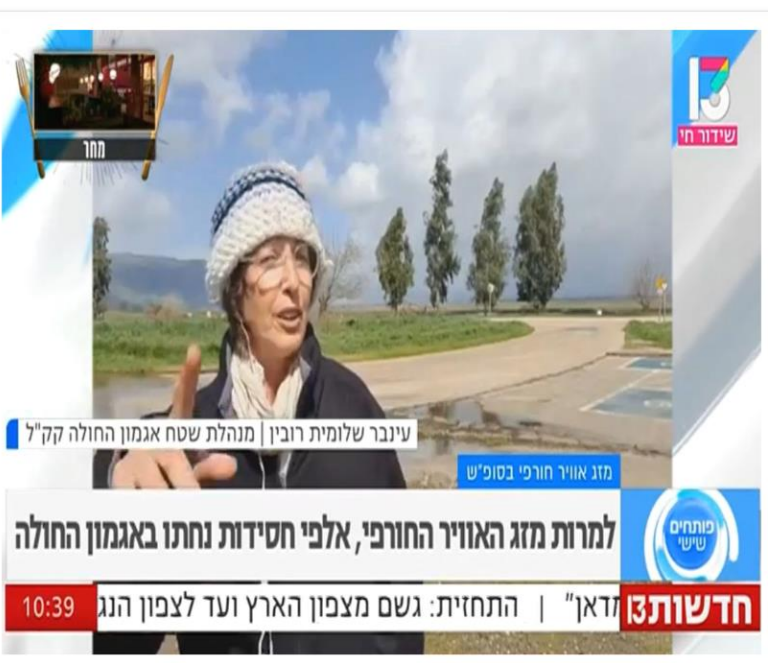 מחר
13
שידור חי
עינבר שלומית רובין | מנהלת שטח אגמון החולה קק"ל
מזג אוויר חורפי בסופ"ש
למרות מזג האוויר החורפי, אלפי חסידות נחתו באגמון החולה
פותחים
שישי
חדשות13
מדאן" | התחזית: גשם מצפון הארץ ועד לצפון הנג
10:39